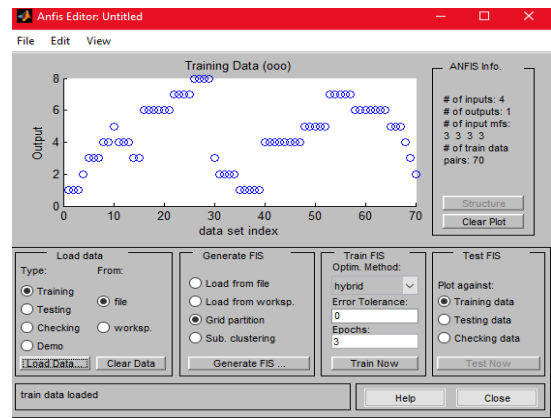 Anfis Editor: Untitled
File Edit View
Training Data (ooo)
8
6
4
2
0
Output
0 10 20 30 40 50 60 70
data set index
ANFIS Info.
# of inputs: 4
# of outputs: 1
# of input mfs:
3 3 3 3
# of train data
pairs: 70
Structure
Clear Plot
Load data
Type: From:
Training
Testing
Checking
Demo
file
worksp.
Load Data... Clear Data
Generate FIS
Load from file
Load from worksp.
Grid partition
Sub. clustering
Generate FIS ...
Train FIS
Optim. Method:
hybrid
Error Tolerance:
0
Epochs:
3
Train Now
Test FIS
Plot against:
Training data
Testing data
Checking data
Test Now
train data loaded
Help Close